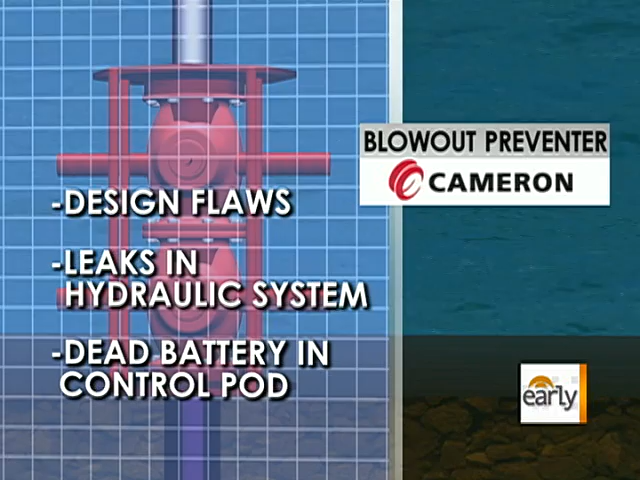 BLOWOUT PREVENTER
CAMERON
-DESIGN FLAWS
-LEAKS IN
HYDRAULIC SYSTEM
-DEAD BATTERY IN
CONTROL POD
early